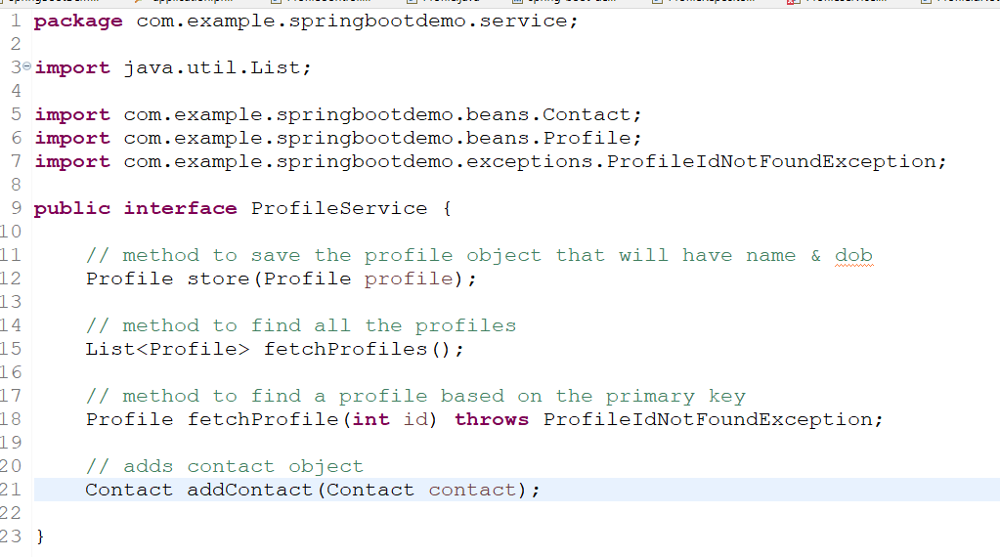 1 package com.example.springbootdemo.service;
2
3 import java.util.List;
4
5 import com.example.springbootdemo.beans.Contact;
6 import com.example.springbootdemo.beans.Profile;
7 import com.example.springbootdemo.exceptions.ProfileIdNotFoundException;
8
9 public interface ProfileService {
10
11 // method to save the profile object that will have name & dob
12 Profile store(Profile profile);
13
14 // method to find all the profiles
15 List<Profile> fetchProfiles();
16
17 // method to find a profile based on the primary key
18 Profile fetchProfile(int id) throws ProfileIdNotFoundException;
19
20 // adds contact object
21 Contact addContact(Contact contact);
22
23 }